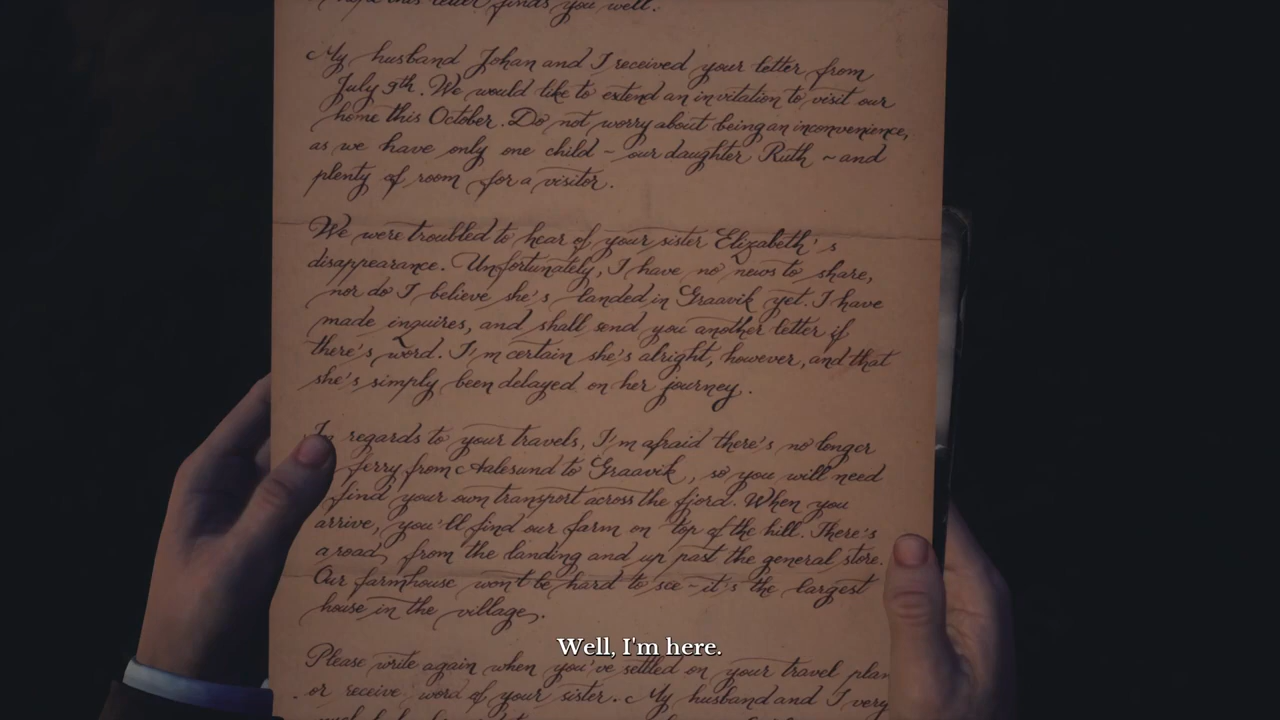 hope this letter finds you well.
My husband Johan and I received your letter from
July 9th. We would like to extend an invitation to visit our
home this October. Do not worry about being an inconvenience,
as we have only one child ~ our daughter Ruth ~ and
plenty of room for a visitor.
We were troubled to hear of your sister Elizabeth's
disappearance. Unfortunately, I have no news to share,
nor do I believe she's landed in Graavik yet. I have
made inquires, and shall send you another letter if
there's word. I'm certain she's alright, however, and that
she's simply been delayed on her journey.
In regards to your travels, I'm afraid there's no longer
ferry from Aalesund to Graavik, so you will need
find your own transport across the fjord. When you
arrive, you'll find our farm on top of the hill. There's
a road from the landing and up past the general store.
Our farmhouse won't be hard to see - it's the largest
house in the village.
Well, I'm here.
Please write again when you've settled on your travel plan
or receive word of your sister. My husband and I very